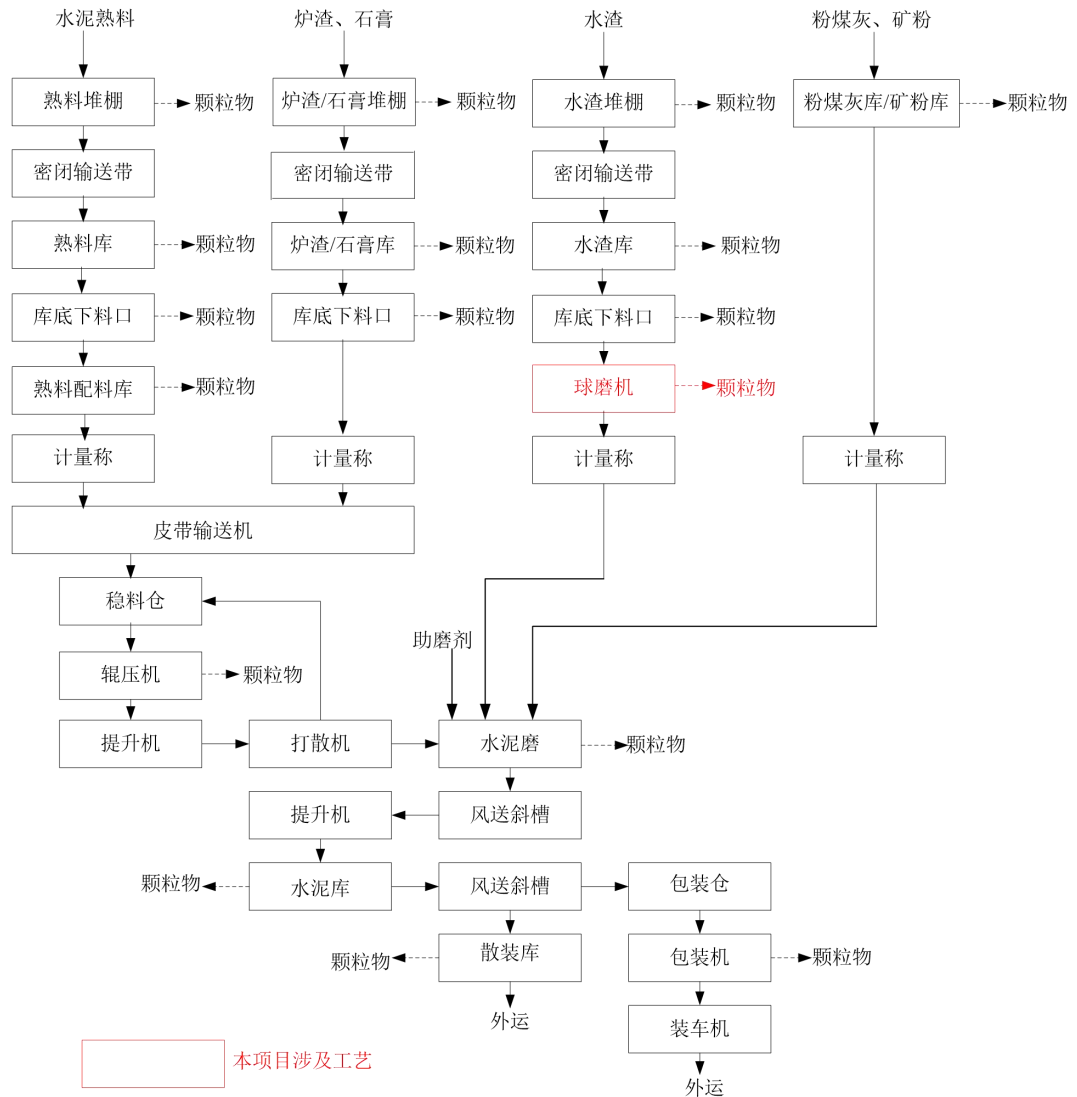 水泥熟料
炉渣、石膏
水渣
粉煤灰、矿粉
熟料堆棚
颗粒物
炉渣/石膏堆棚
颗粒物
水渣堆棚
颗粒物
粉煤灰库/矿粉库
颗粒物
密闭输送带
密闭输送带
密闭输送带
熟料库
颗粒物
炉渣/石膏库
颗粒物
水渣库
颗粒物
库底下料口
颗粒物
库底下料口
颗粒物
库底下料口
颗粒物
熟料配料库
颗粒物
球磨机
颗粒物
计量称
计量称
计量称
计量称
皮带输送机
稳料仓
助磨剂
辊压机
颗粒物
提升机
打散机
水泥磨
颗粒物
提升机
风送斜槽
颗粒物
水泥库
风送斜槽
包装仓
颗粒物
散装库
包装机
颗粒物
外运
装车机
本项目涉及工艺
外运